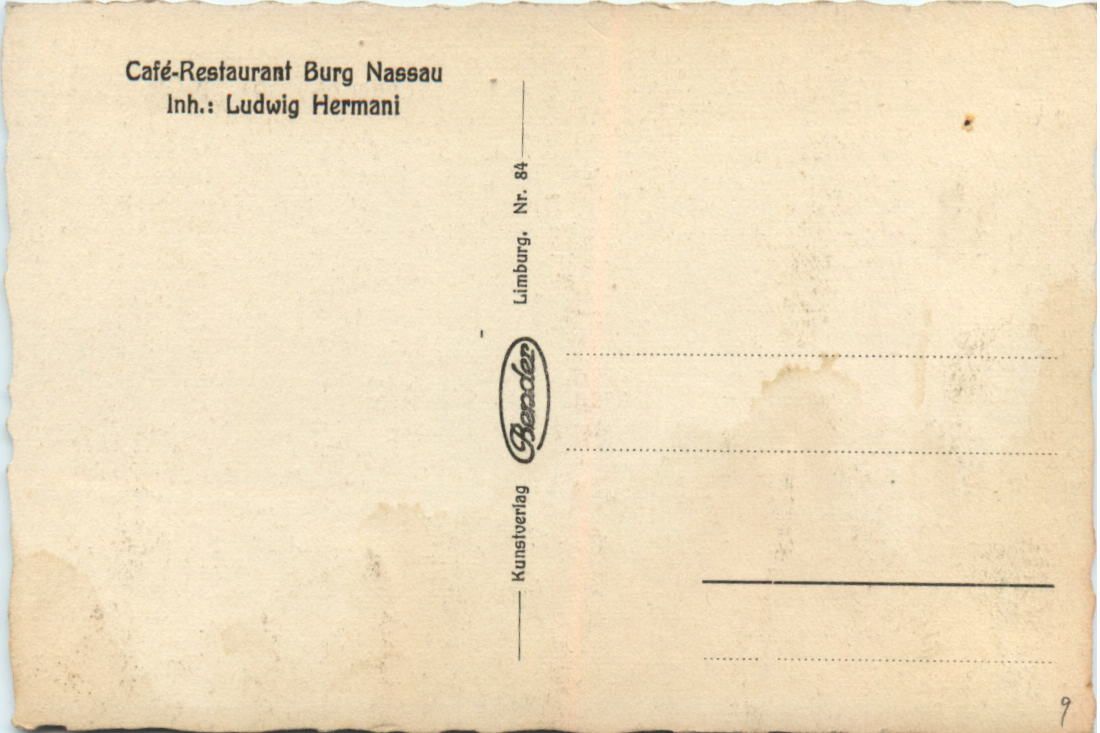 Café-Restaurant Burg Nassau
Inh.: Ludwig Hermani
Kunstverlag Bender Limburg. Nr. 84
9